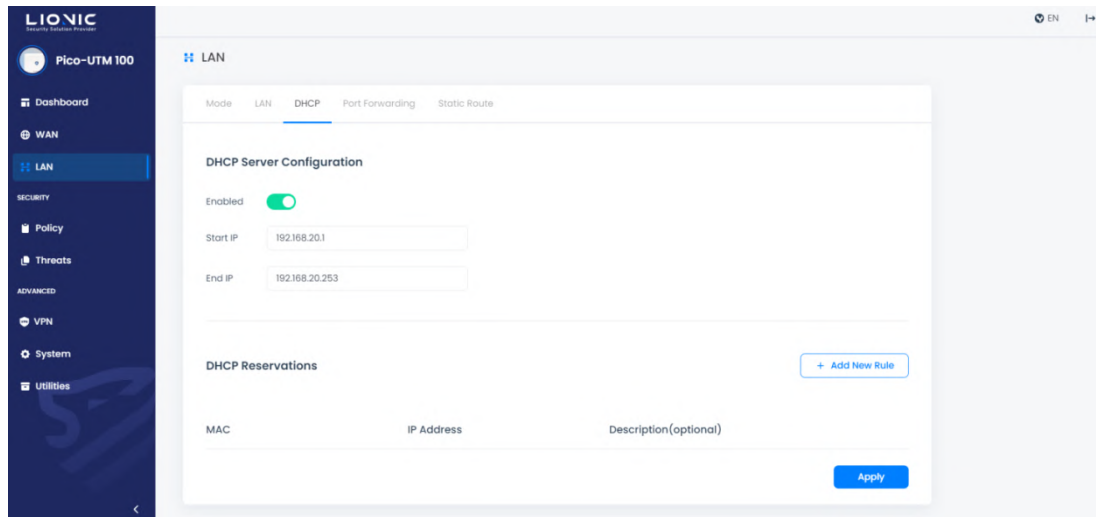 LIONIC
Security Solution Provider
EN
Pico-UTM 100
LAN
Dashboard
WAN
LAN
SECURITY
Policy
Threats
ADVANCED
VPN
System
Utilities
Mode LAN DHCP Port Forwarding Static Route
DHCP Server Configuration
Enabled
Start IP 192.168.20.1
End IP 192.168.20.253
DHCP Reservations
+ Add New Rule
MAC IP Address Description(optional)
Apply